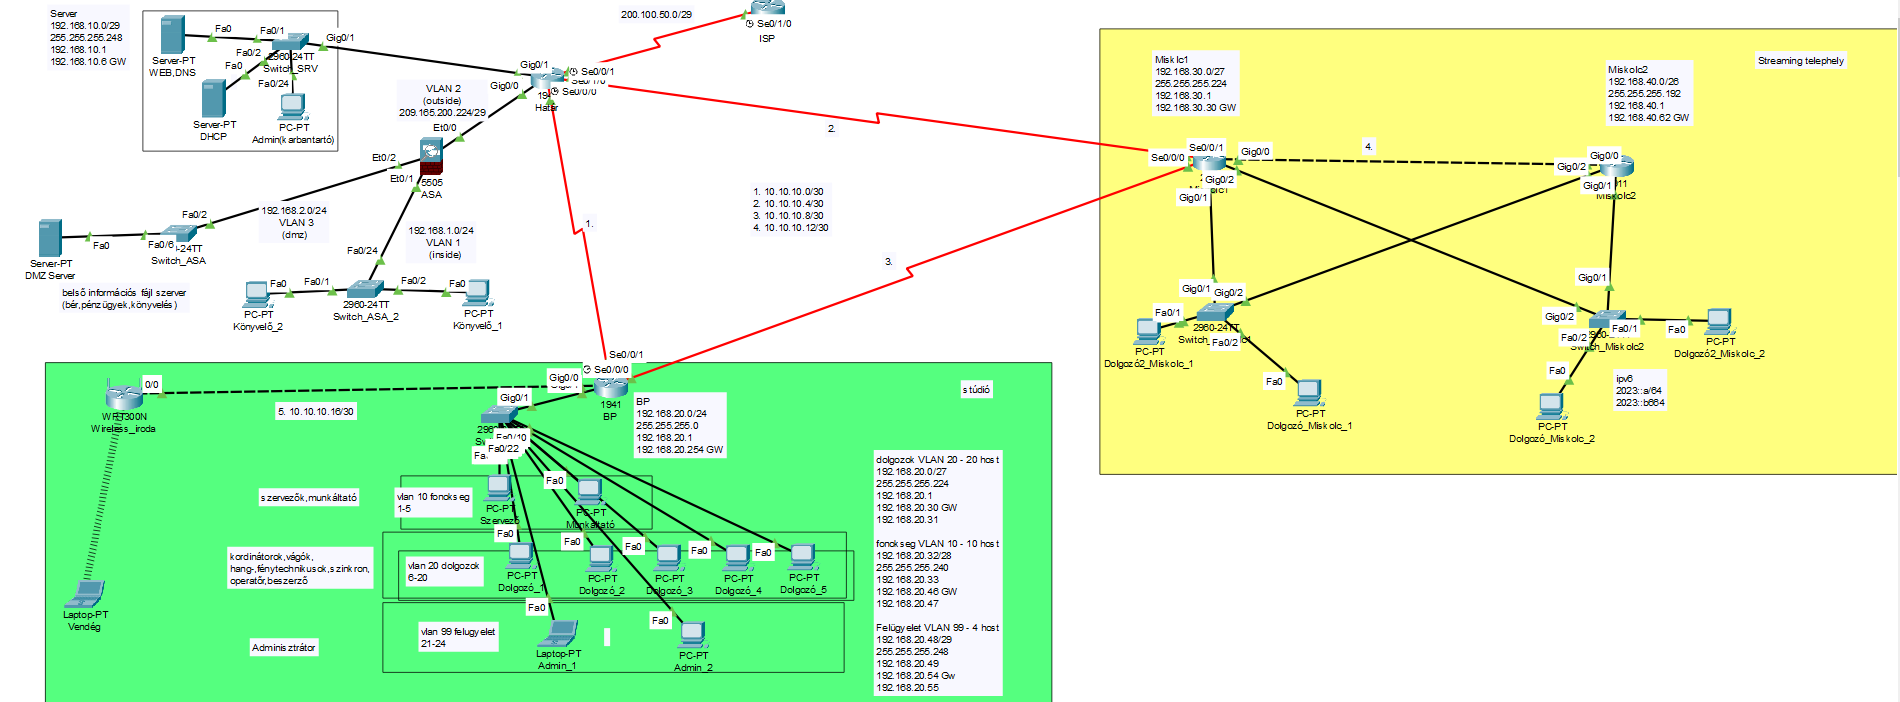 Server
192.168.10.0/29
255.255.255.248
192.168.10.1
192.168.10.6 GW
Fa0
Fa0/1
Gig0/1
Server-PT
WEB,DNS
Fa0/2
2960-24TT
Switch_SRV
Fa0
Fa0/24
Server-PT
DHCP
PC-PT
Admin(karbantartó)
200.100.50.0/29
Se0/1/0
ISP
Gig0/1
Se0/0/1
Gig0/0
Se0/0/0
Határ
VLAN 2
(outside)
209.165.200.224/29
Et0/0
Et0/2
Et0/1
5505
ASA
192.168.2.0/24
VLAN 3
(dmz)
Fa0/2
Fa0
Fa0/6
-24TT
Switch_ASA
Server-PT
DMZ Server
belső információs fájl szerver
(bér,pénzügyek,könyvelés)
192.168.1.0/24
VLAN 1
(inside)
Fa0/24
Fa0
Fa0/1
Fa0/2
Fa0
2960-24TT
Switch_ASA_2
PC-PT
Könyvelő_2
PC-PT
Könyvelő_1
1.
2.
3.
1. 10.10.10.0/30
2. 10.10.10.4/30
3. 10.10.10.8/30
4. 10.10.10.12/30
Miskolc1
192.168.30.0/27
255.255.255.224
192.168.30.1
192.168.30.30 GW
Miskolc2
192.168.40.0/26
255.255.255.192
192.168.40.1
192.168.40.62 GW
Streaming telephely
4.
Se0/0/1
Se0/0/0
Gig0/0
Gig0/2
Gig0/1
Gig0/0
Gig0/2
Gig0/1
Miskolc2
Gig0/1
Gig0/2
Fa0/1
2960-24TT
Fa0/2
PC-PT
Dolgozó2_Miskolc_1
Fa0
PC-PT
Dolgozó_Miskolc_1
Gig0/1
Gig0/2
Fa0/1
Fa0/2
Switch_Miskolc2
Fa0
PC-PT
Dolgozó2_Miskolc_2
Fa0
PC-PT
Dolgozó_Miskolc_2
ipv6
2023::a/64
2023::b664
Se0/0/1
Se0/0/0
Gig0/0
1941
BP
stúdió
BP
192.168.20.0/24
255.255.255.0
192.168.20.1
192.168.20.254 GW
0/0
WRT300N
Wireless_iroda
5. 10.10.10.16/30
Gig0/1
Fa0/10
Fa0/22
Laptop-PT
Vendég
szervezők,munkáltató
vlan 10 fonokseg
1-5
Fa0
PC-PT
Szervező
PC-PT
Munkáltató
kordinátorok,vágók,
hang-,fénytechnikusok,szinkron,
operatőr,beszerző
vlan 20 dolgozok
6-20
Fa0
Fa0
Fa0
Fa0
Fa0
PC-PT
Dolgozó_1
PC-PT
Dolgozó_2
PC-PT
Dolgozó_3
PC-PT
Dolgozó_4
PC-PT
Dolgozó_5
Adminisztrátor
vlan 99 felugyelet
21-24
Fa0
Fa0
Laptop-PT
Admin_1
PC-PT
Admin_2
dolgozok VLAN 20 - 20 host
192.168.20.0/27
255.255.255.224
192.168.20.1
192.168.20.30 GW
192.168.20.31
fonokseg VLAN 10 - 10 host
192.168.20.32/28
255.255.255.240
192.168.20.33
192.168.20.46 GW
192.168.20.47
Felügyelet VLAN 99 - 4 host
192.168.20.48/29
255.255.255.248
192.168.20.49
192.168.20.54 Gw
192.168.20.55